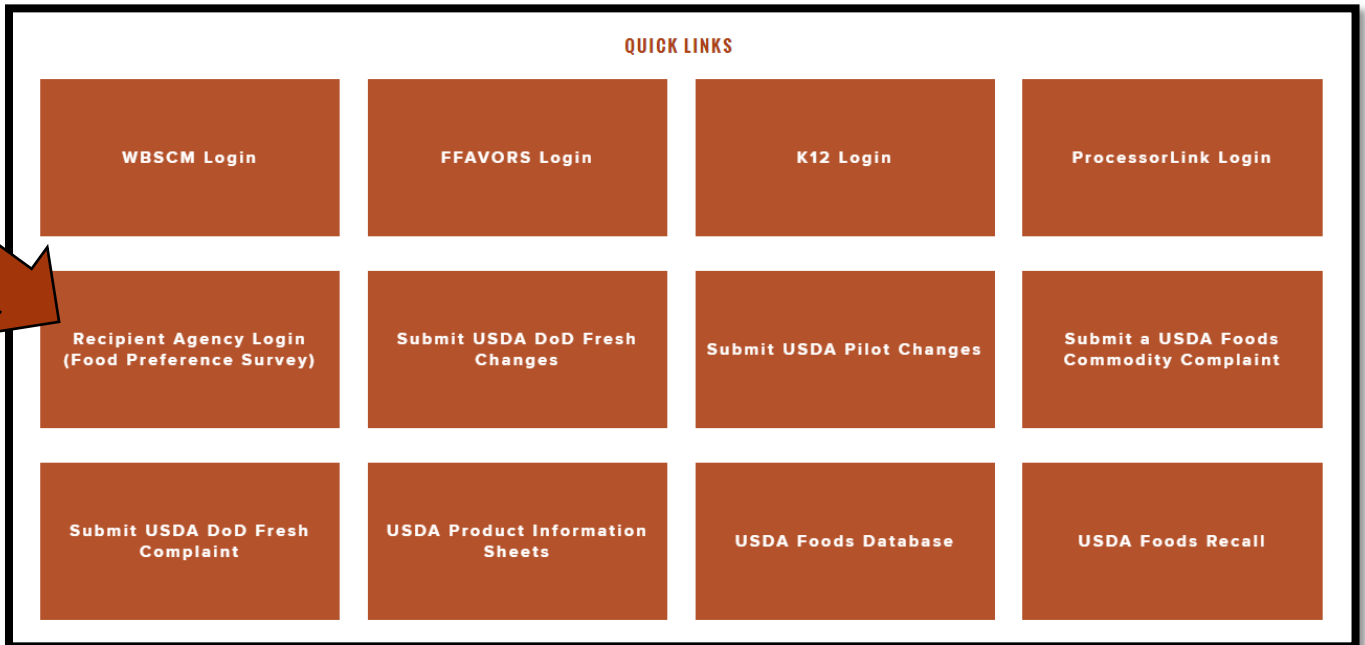 QUICK LINKS
WBSCM Login
FFAVORS Login
K12 Login
ProcessorLink Login
Recipient Agency Login
(Food Preference Survey)
Submit USDA DoD Fresh
Changes
Submit USDA Pilot Changes
Submit a USDA Foods
Commodity Complaint
Submit USDA DoD Fresh
Complaint
USDA Product Information
Sheets
USDA Foods Database
USDA Foods Recall